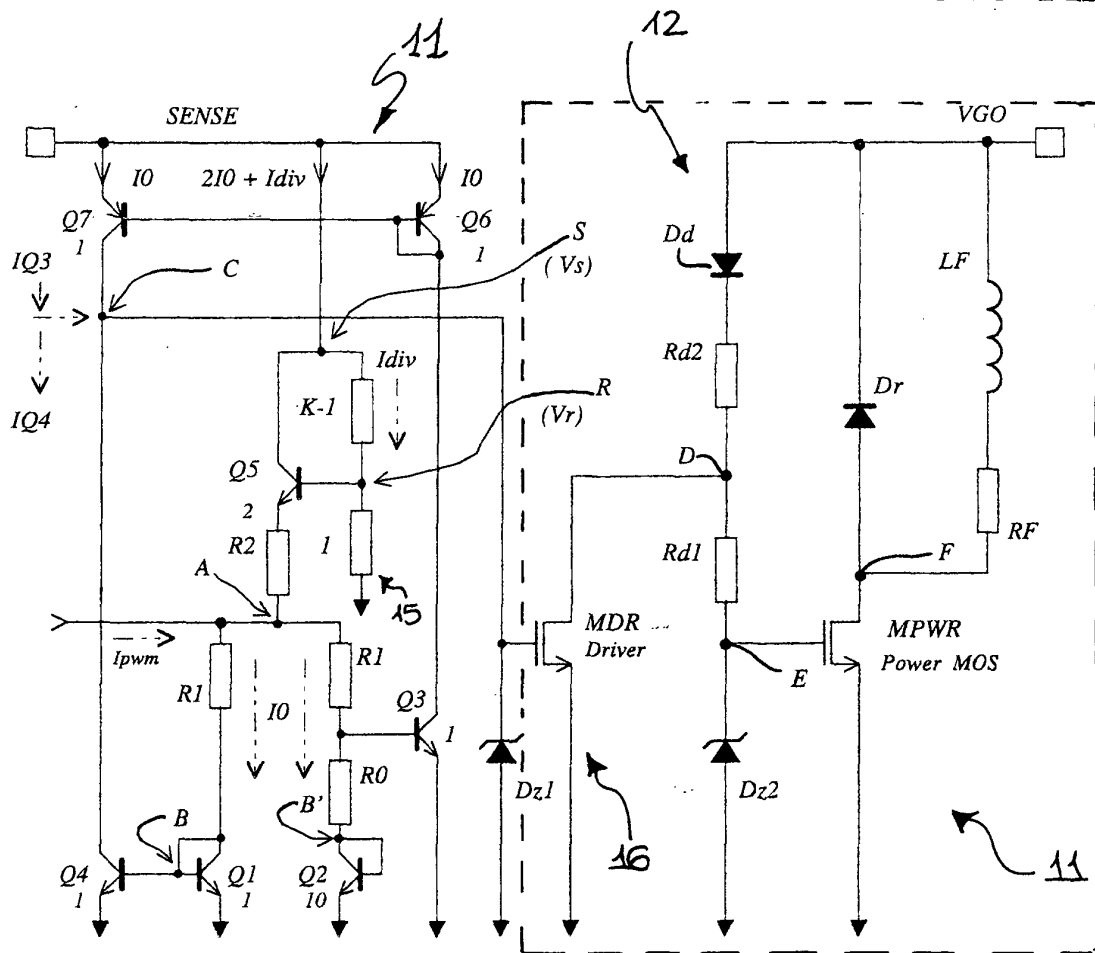 11
12
SENSE
VGO
I0
2I0 + Idiv
I0
Q7
Q6
1
1
S
(Vs)
Dd
LF
IQ3
C
Idiv
Rd2
Dr
K-1
R
(Vr)
IQ4
D
Q5
2
R2
1
RF
Rd1
F
A
15
MDR
Driver
MPWR
Power MOS
Ipwm
R1
E
R1
I0
Q3
1
R0
Dz1
Dz2
B
B'
16
Q4
Q1
Q2
11
1
1
10